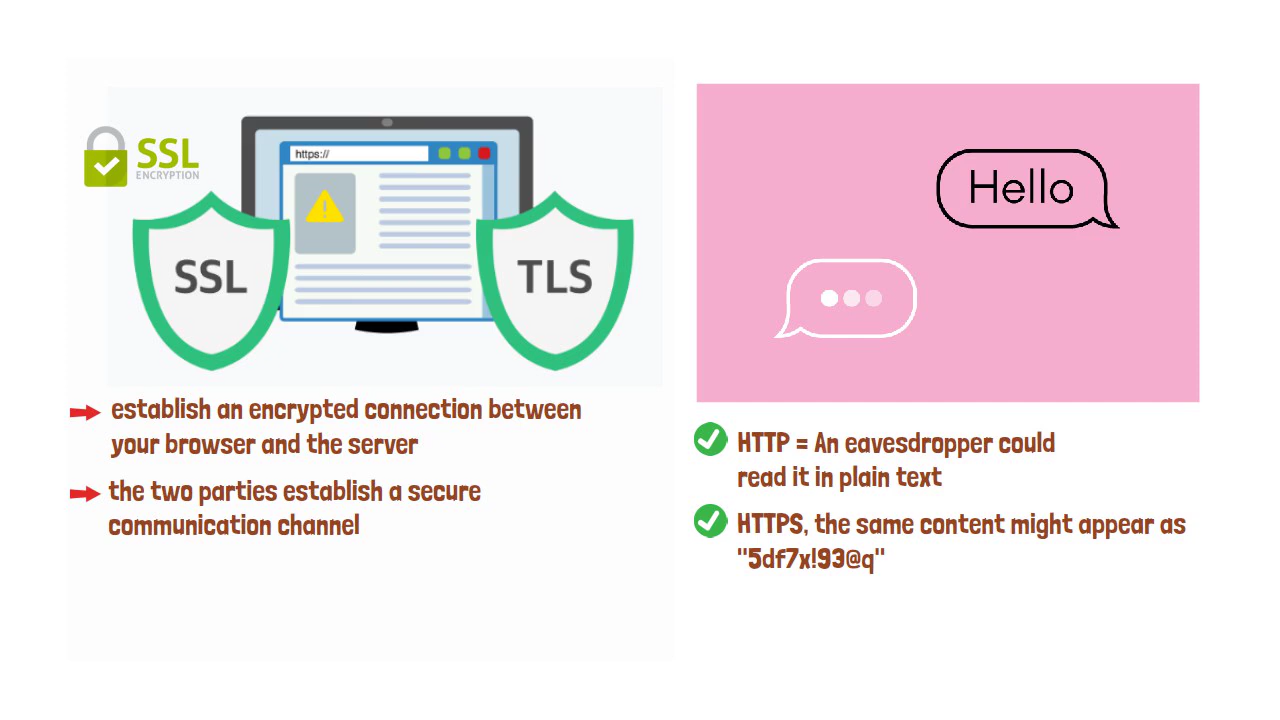 SSL
ENCRYPTION
https://
SSL
TLS
establish an encrypted connection between
your browser and the server
the two parties establish a secure
communication channel
Hello
HTTP = An eavesdropper could
read it in plain text
HTTPS, the same content might appear as
"5df7x!93@q"